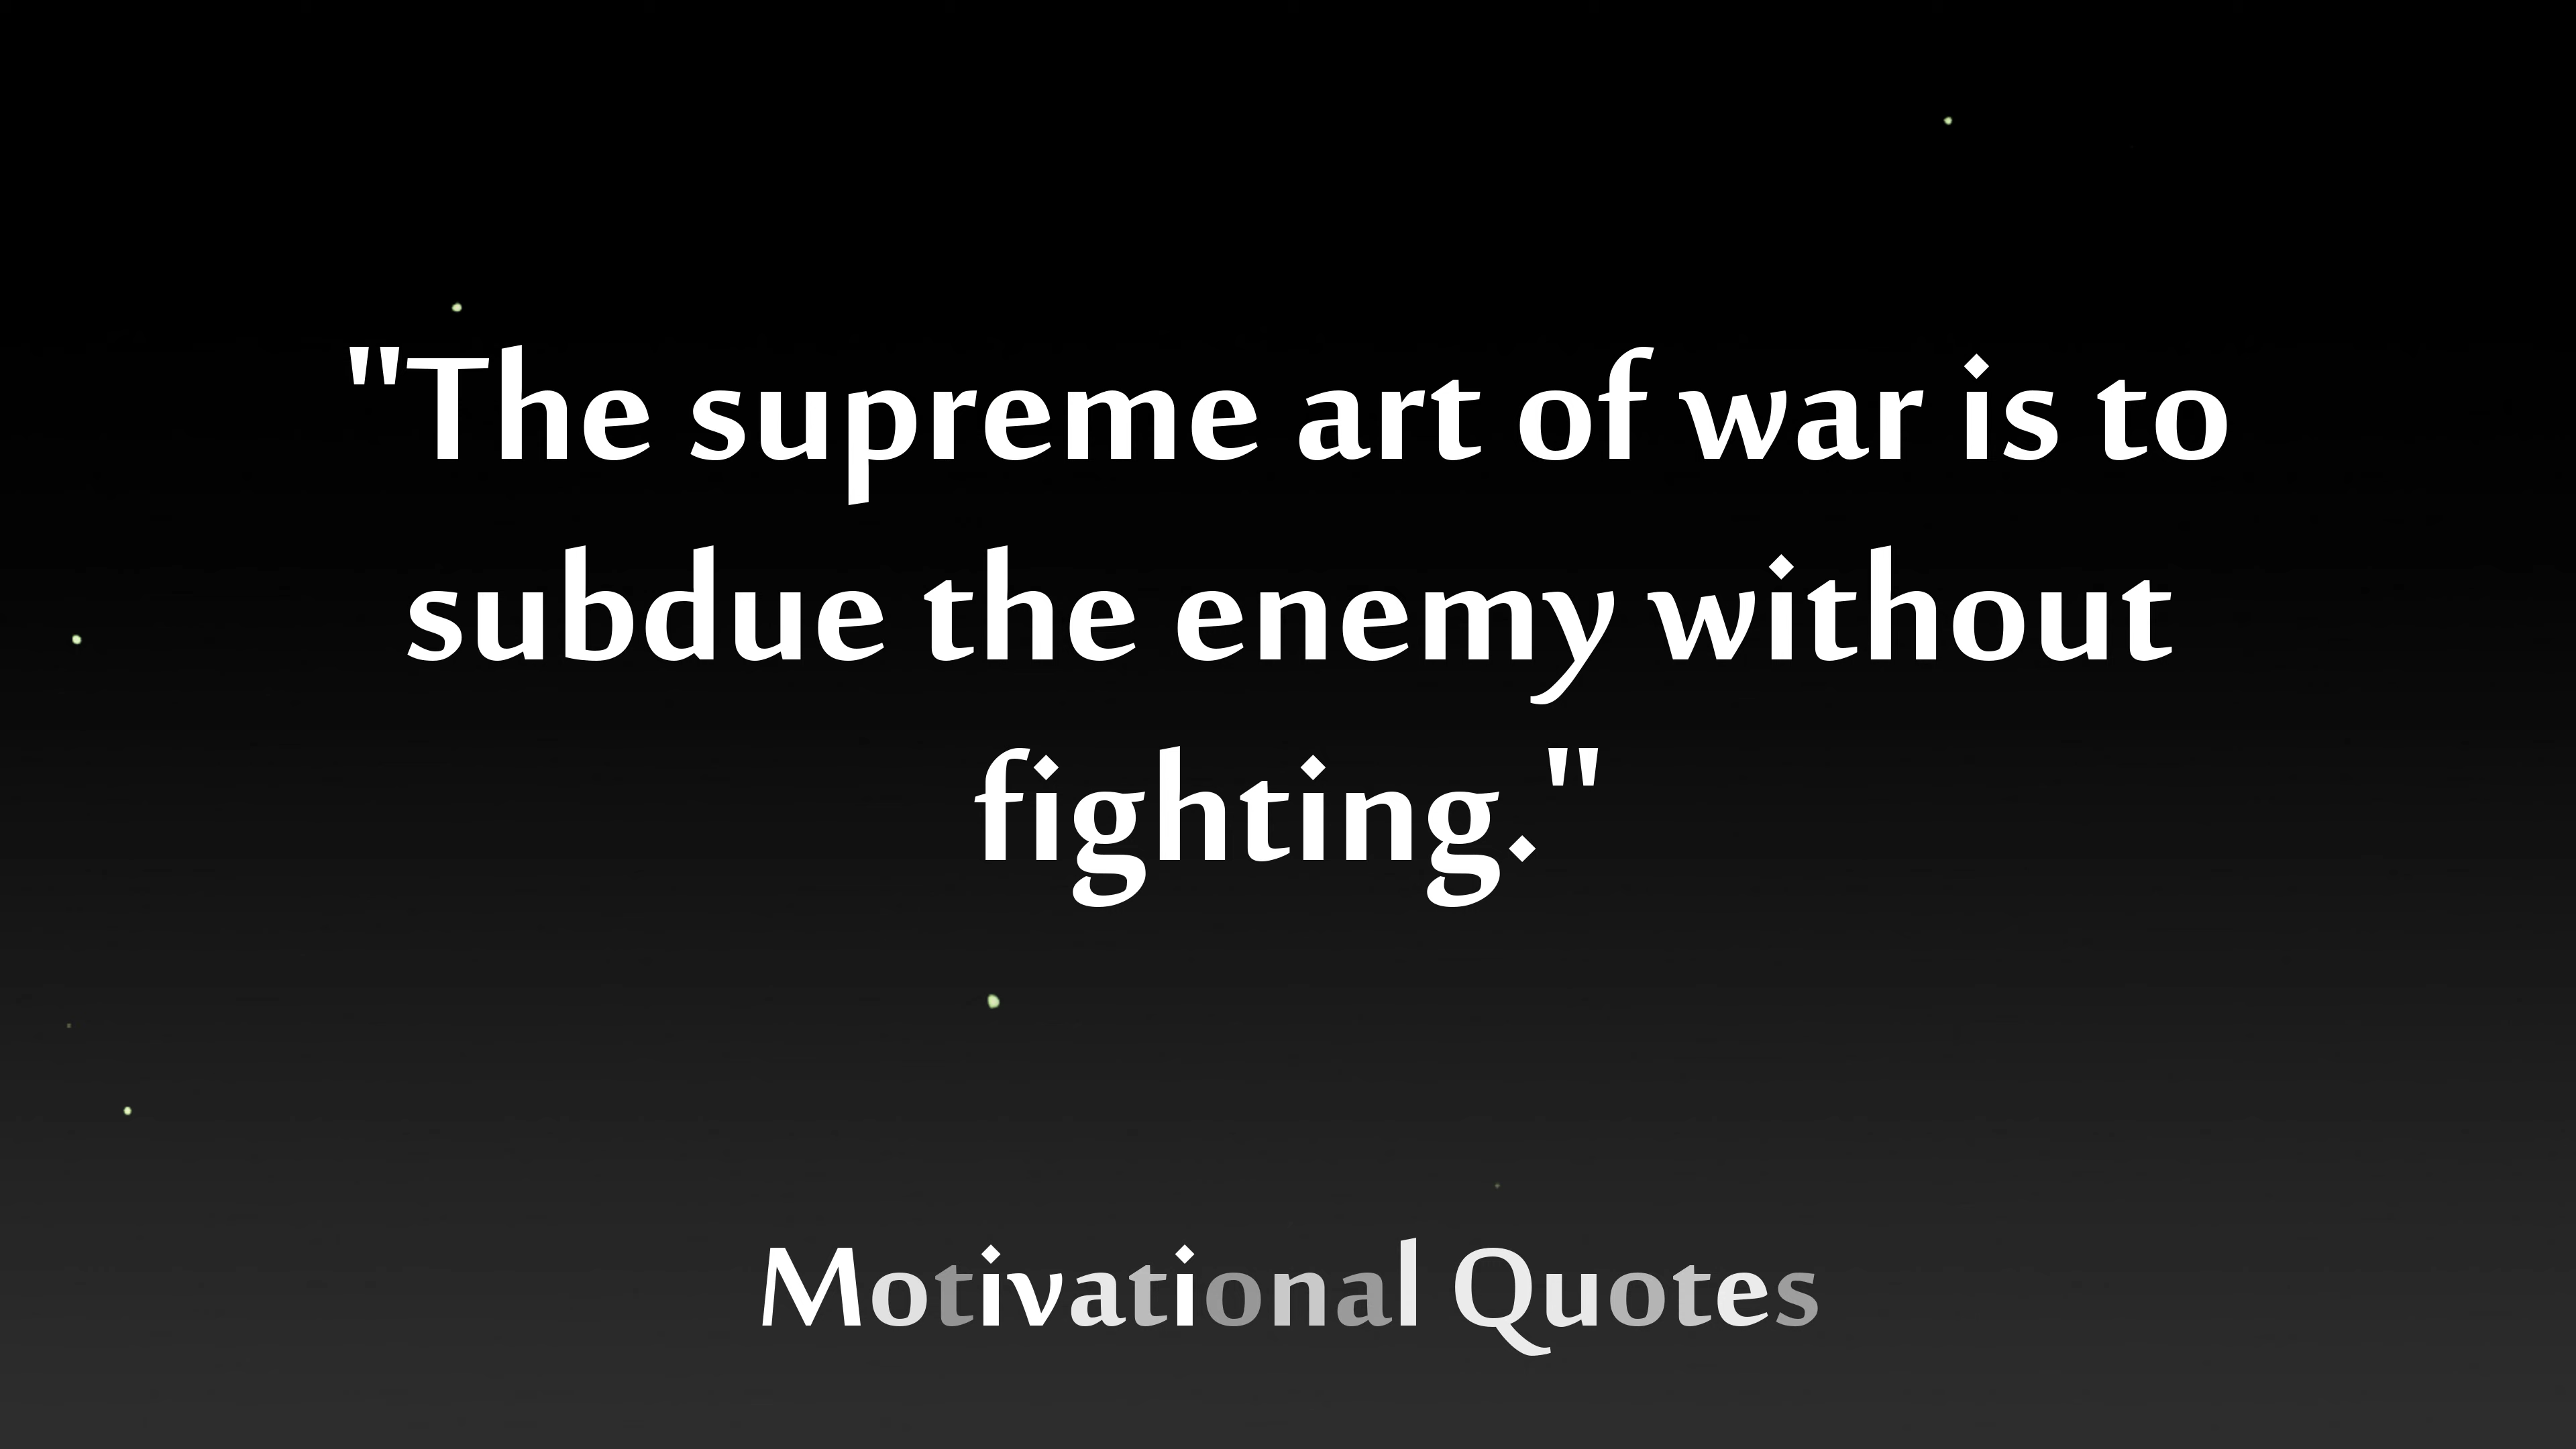 "The supreme art of war is to
subdue the enemy without
fighting."
Motivational Quotes